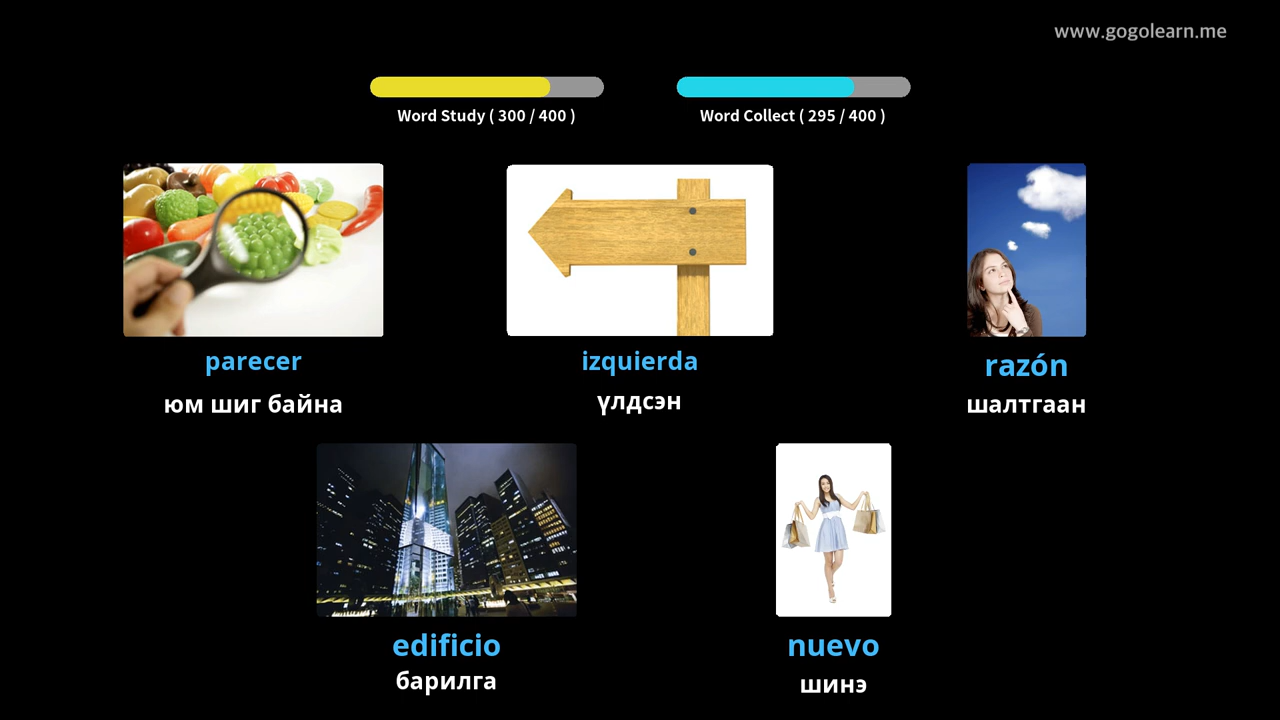 www.gogolearn.me
Word Study ( 300 / 400 )
Word Collect ( 295 / 400 )
parecer
юм шиг байна
izquierda
үлдсэн
razón
шалтгаан
edificio
барилга
nuevo
шинэ